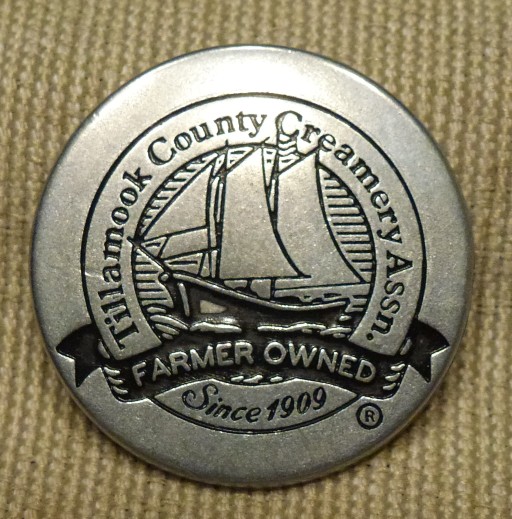 Tillamook County Creamery Assn.
FARMER OWNED
Since 1909
®